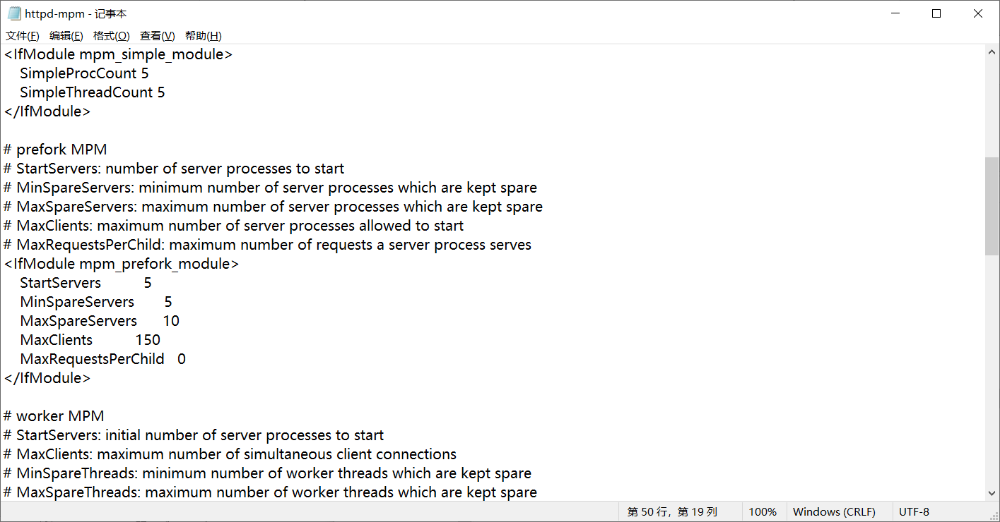 httpd-mpm - 记事本
文件(F) 编辑(E) 格式(O) 查看(V) 帮助(H)
<IfModule mpm_simple_module>
    SimpleProcCount 5
    SimpleThreadCount 5
</IfModule>

# prefork MPM
# StartServers: number of server processes to start
# MinSpareServers: minimum number of server processes which are kept spare
# MaxSpareServers: maximum number of server processes which are kept spare
# MaxClients: maximum number of server processes allowed to start
# MaxRequestsPerChild: maximum number of requests a server process serves
<IfModule mpm_prefork_module>
    StartServers          5
    MinSpareServers       5
    MaxSpareServers      10
    MaxClients          150
    MaxRequestsPerChild   0
</IfModule>

# worker MPM
# StartServers: initial number of server processes to start
# MaxClients: maximum number of simultaneous client connections
# MinSpareThreads: minimum number of worker threads which are kept spare
# MaxSpareThreads: maximum number of worker threads which are kept spare
第 50 行，第 19 列 100% Windows (CRLF) UTF-8